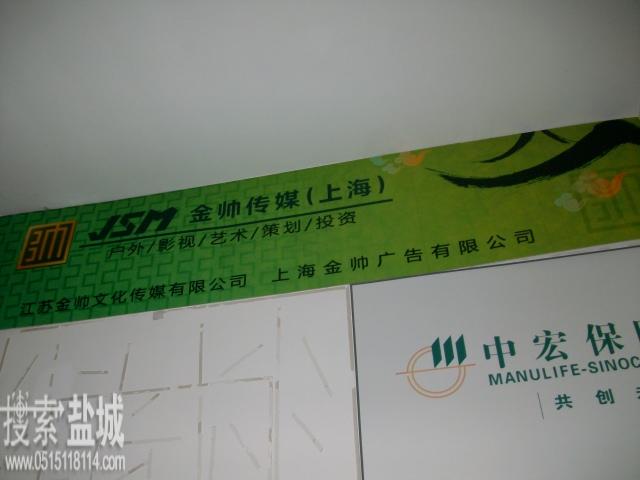 JSM 金帅传媒(上海)
户外/影视/艺术/策划/投资
江苏金帅文化传媒有限公司 上海金帅广告有限公司
中宏保
MANULIFE-SINOC
共创
搜索盐城
www.0515118114.com